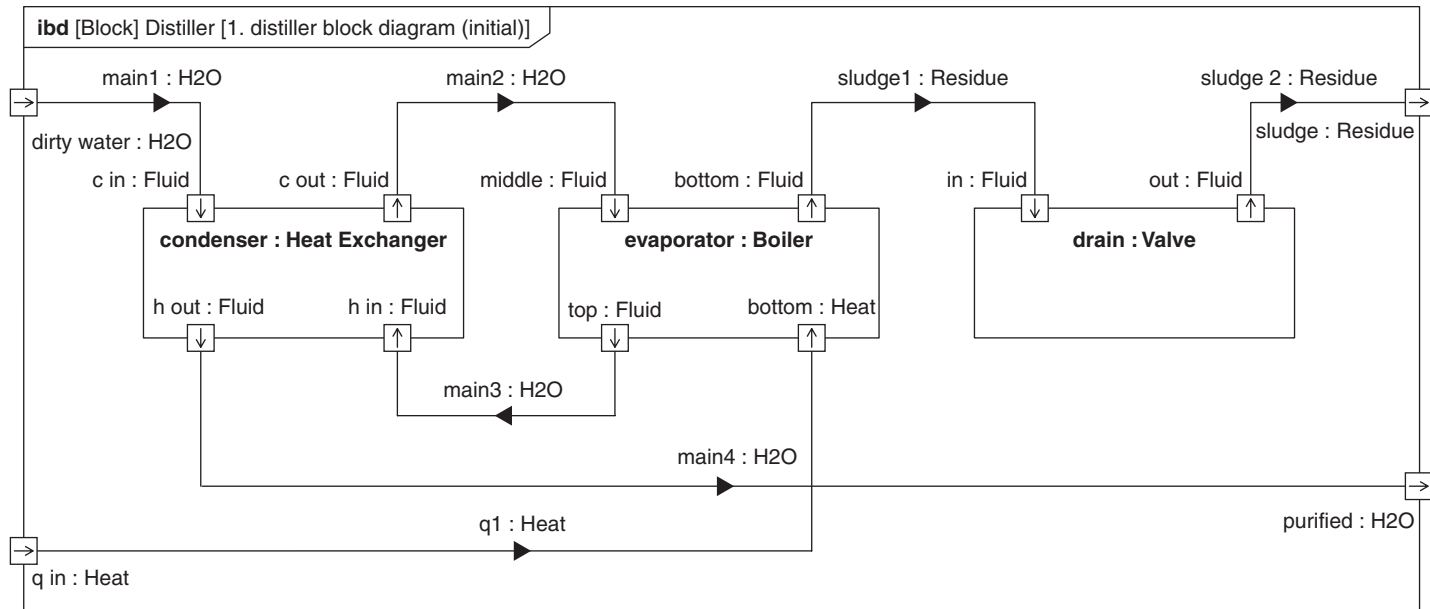 ibd [Block] Distiller [1. distiller block diagram (initial)]
main1 : H2O
main2 : H2O
sludge1 : Residue
sludge 2 : Residue
dirty water : H2O
sludge : Residue
c in : Fluid
c out : Fluid
middle : Fluid
bottom : Fluid
in : Fluid
out : Fluid
condenser : Heat Exchanger
evaporator : Boiler
drain : Valve
h out : Fluid
h in : Fluid
top : Fluid
bottom : Heat
main3 : H2O
main4 : H2O
q1 : Heat
purified : H2O
q in : Heat